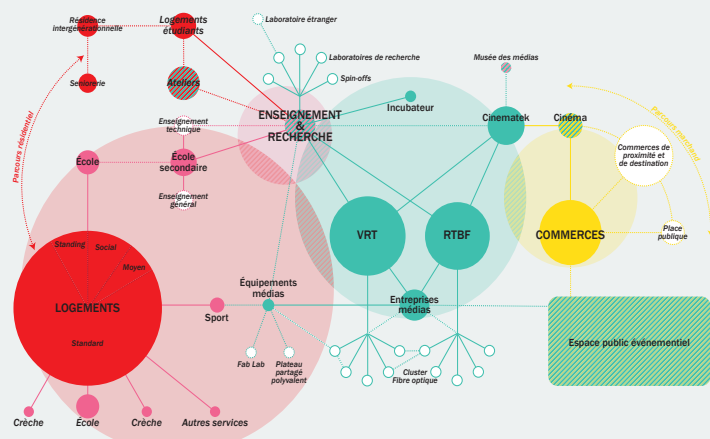 Résidence
intergénérationnelle
Logements
étudiants
Laboratoire étranger
Laboratoires de recherche
Spin-offs
Musée des médias
Seniorerie
Ateliers
Incubateur
Cinematek
Cinéma
ENSEIGNEMENT
&
RECHERCHE
Enseignement
technique
Parcours résidentiel
Parcours marchand
École
École
secondaire
Enseignement
général
Commerces de
proximité et
de destination
Standing
Social
Moyen
LOGEMENTS
Standard
VRT
RTBF
COMMERCES
Place
publique
Équipements
médias
Sport
Entreprises
médias
Espace public événementiel
Fab Lab
Plateau
partagé
polyvalent
Cluster
Fibre optique
Crèche
École
Crèche
Autres services